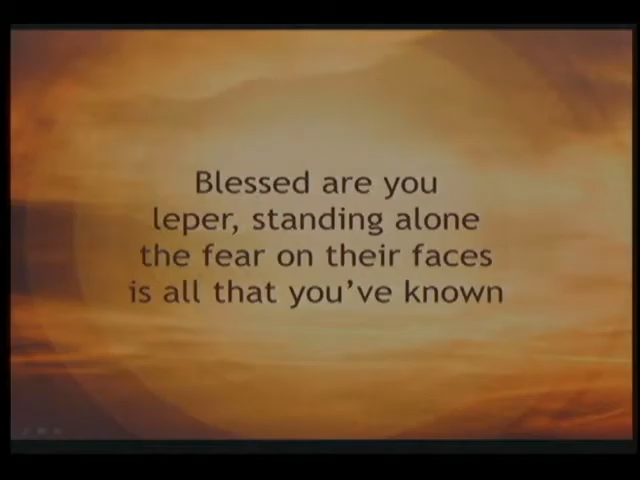 Blessed are you
leper, standing alone
the fear on their faces
is all that you've known